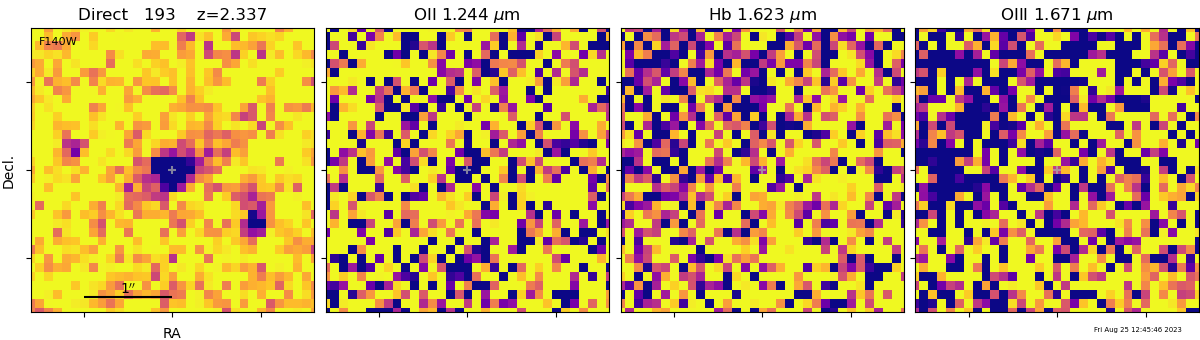 Direct 193 z=2.337
OII 1.244 μm
Hb 1.623 μm
OIII 1.671 μm
F140W
Decl.
1″
RA
Fri Aug 25 12:45:46 2023